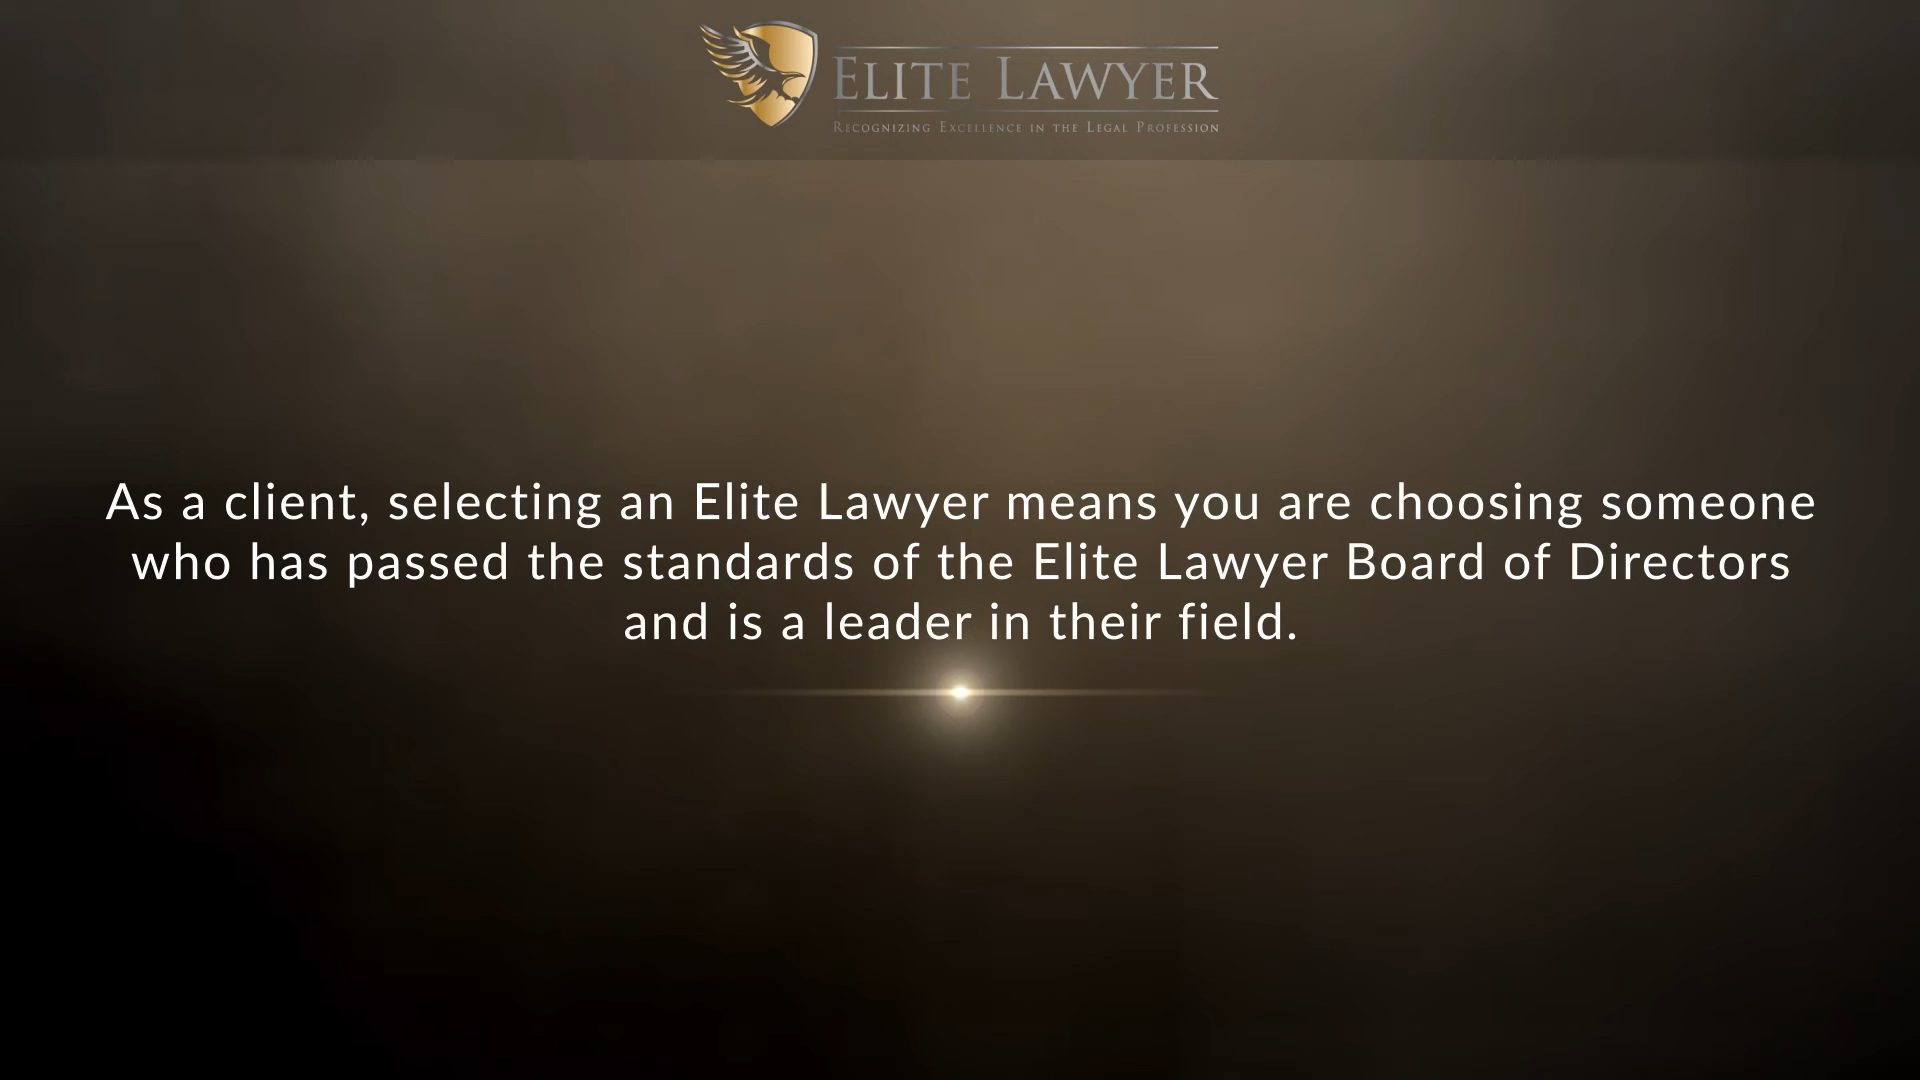 ELITE LAWYER
RECOGNIZING EXCELLENCE IN THE LEGAL PROFESSION
As a client, selecting an Elite Lawyer means you are choosing someone
who has passed the standards of the Elite Lawyer Board of Directors
and is a leader in their field.